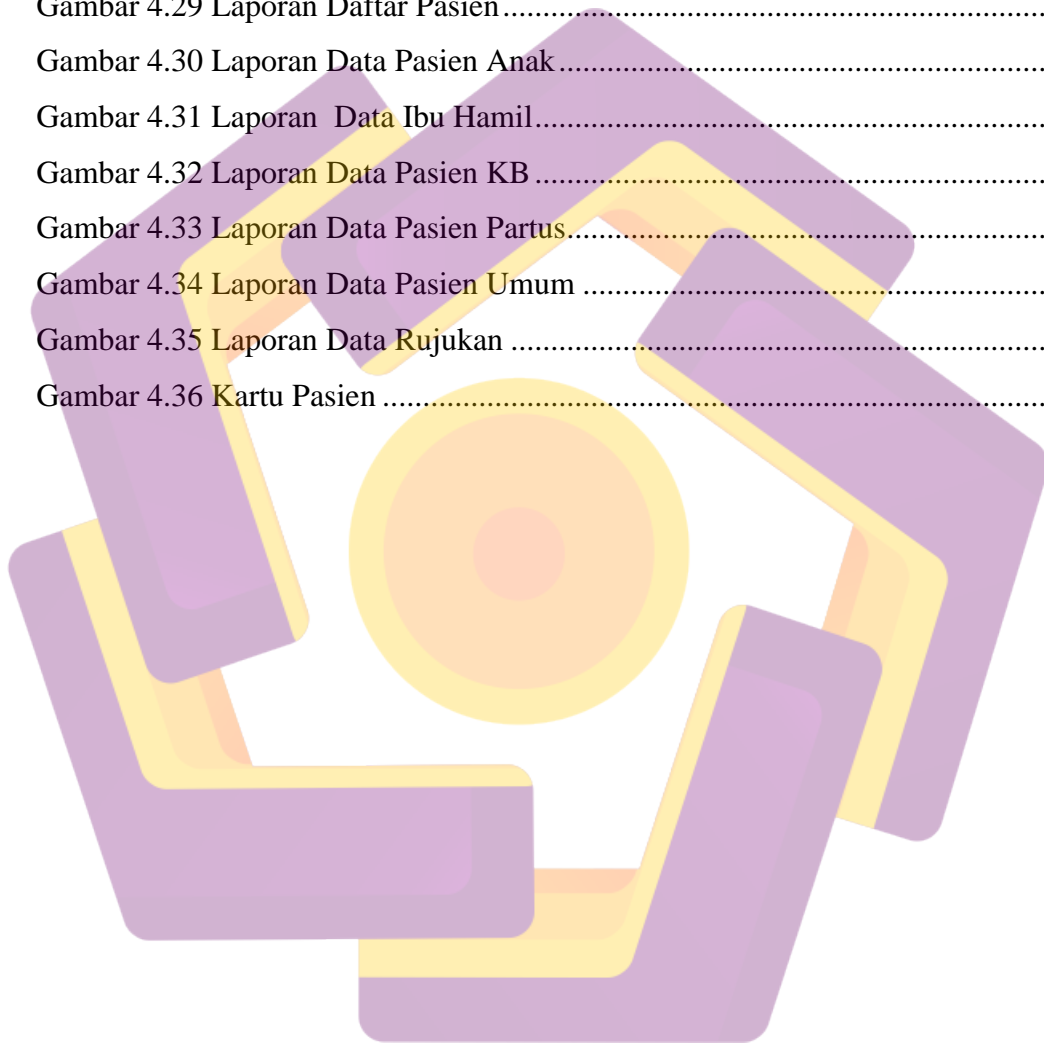 Gambar 4.29 Laporan Daftar Pasien................................................................
Gambar 4.30 Laporan Data Pasien Anak.........................................................
Gambar 4.31 Laporan  Data Ibu Hamil............................................................
Gambar 4.32 Laporan Data Pasien KB ............................................................
Gambar 4.33 Laporan Data Pasien Partus........................................................
Gambar 4.34 Laporan Data Pasien Umum ......................................................
Gambar 4.35 Laporan Data Rujukan ...............................................................
Gambar 4.36 Kartu Pasien ...............................................................................